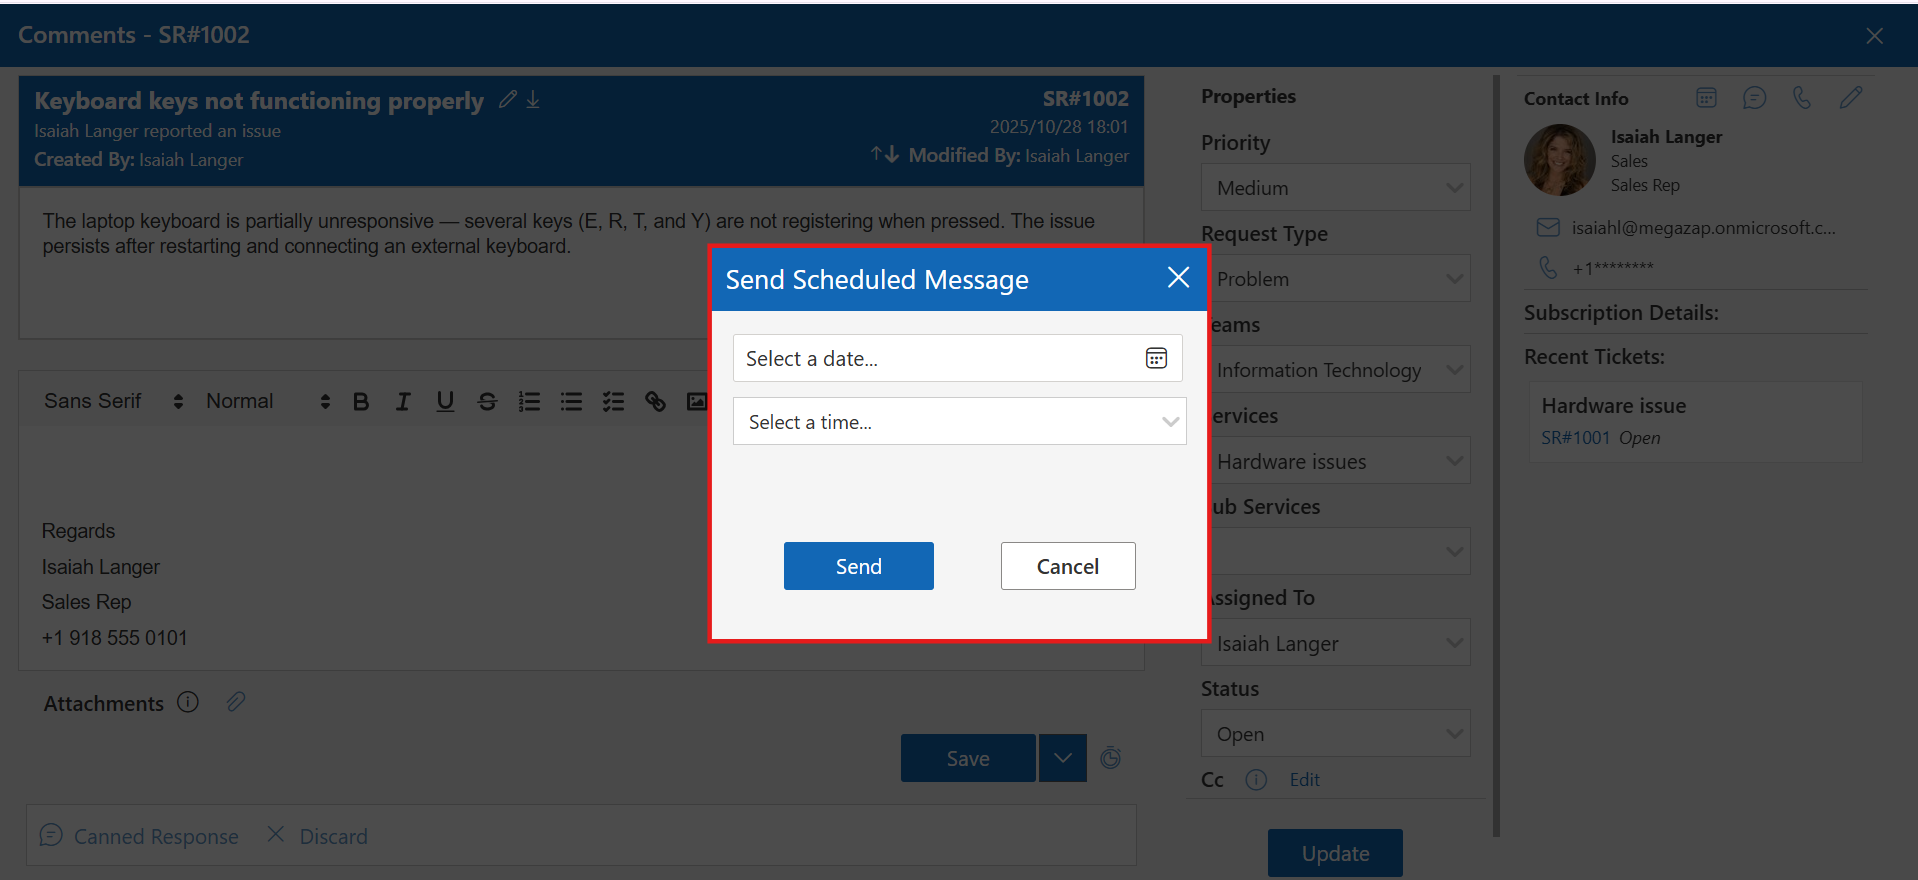 Comments - SR#1002
Keyboard keys not functioning properly
SR#1002
Isaiah Langer reported an issue
2025/10/28 18:01
Created By: Isaiah Langer
Modified By: Isaiah Langer
The laptop keyboard is partially unresponsive — several keys (E, R, T, and Y) are not registering when pressed. The issue
persists after restarting and connecting an external keyboard.
Sans Serif
Normal
Regards
Isaiah Langer
Sales Rep
+1 918 555 0101
Attachments
Save
Canned Response
Discard
Send Scheduled Message
Select a date...
Select a time...
Send
Cancel
Properties
Priority
Medium
Request Type
Problem
eams
Information Technology
ervices
Hardware issues
ub Services
Assigned To
Isaiah Langer
Status
Open
Cc
Edit
Update
Contact Info
Isaiah Langer
Sales
Sales Rep
isaiahl@megazap.onmicrosoft.c...
+1********
Subscription Details:
Recent Tickets:
Hardware issue
SR#1001 Open